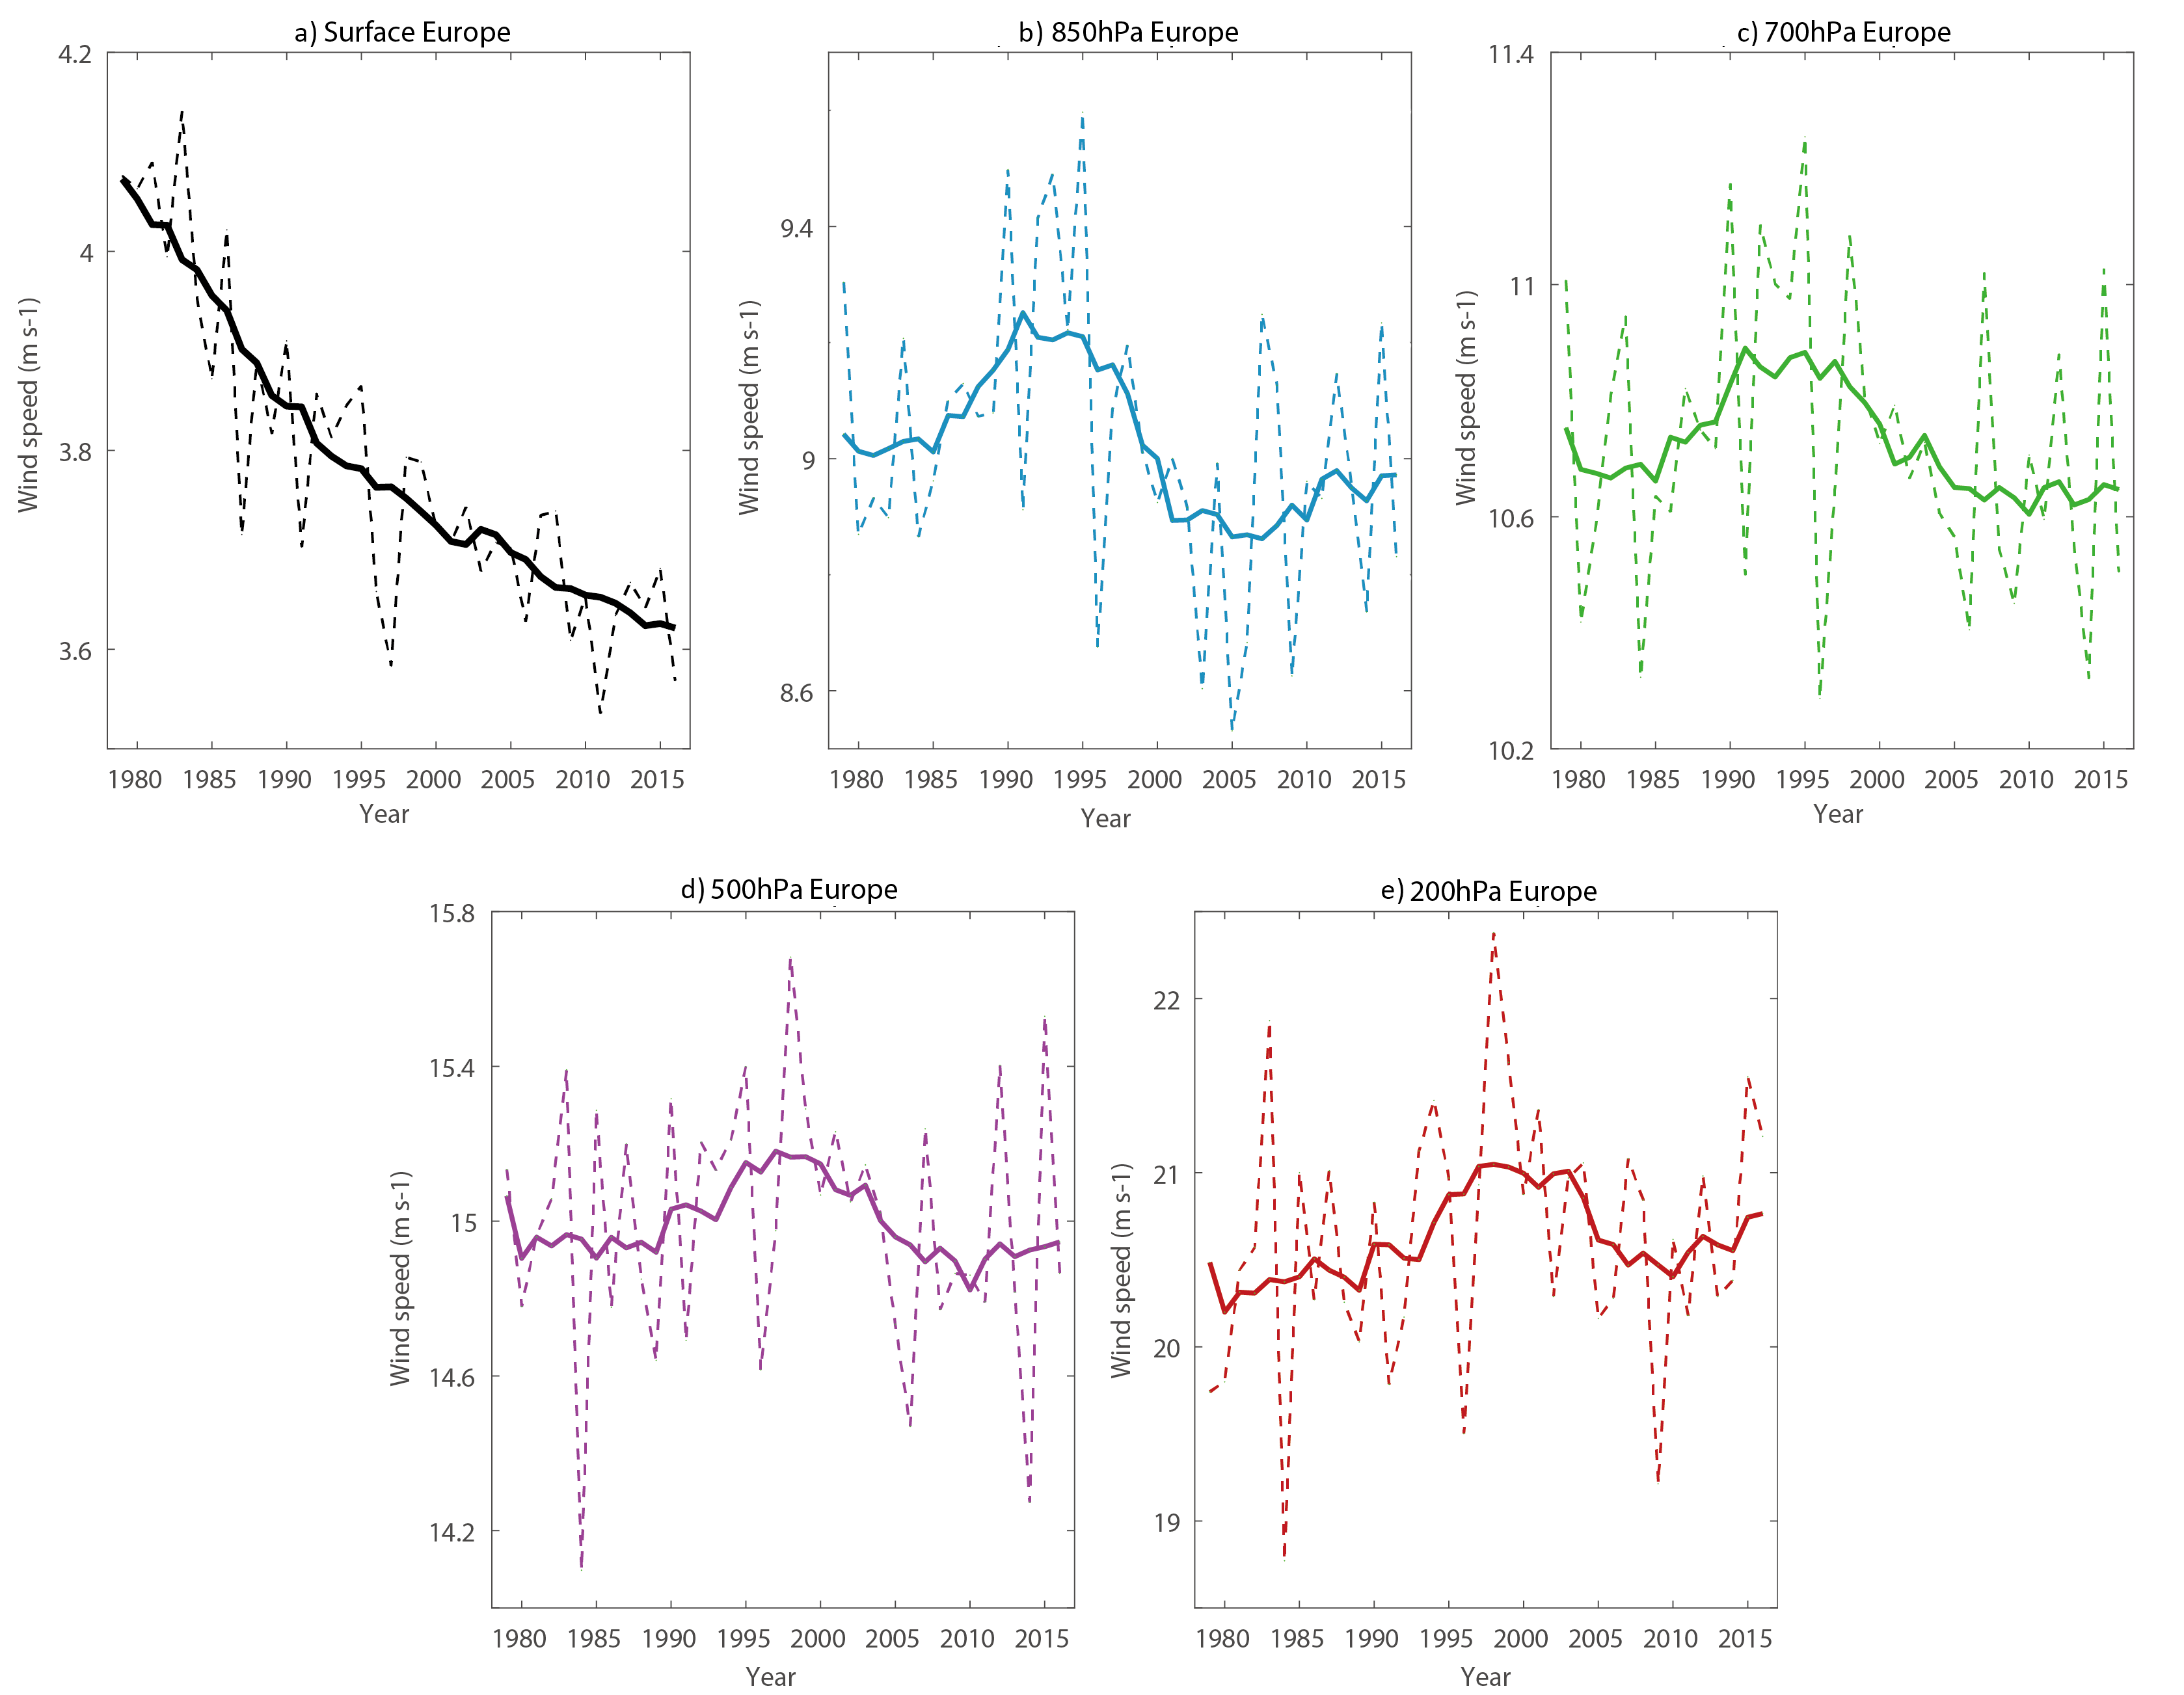 a) Surface Europe
4.2
4
3.8
3.6
Wind speed (m s-1)
1980 1985 1990 1995 2000 2005 2010 2015
Year
b) 850hPa Europe
9.4
9
8.6
Wind speed (m s-1)
1980 1985 1990 1995 2000 2005 2010 2015
Year
c) 700hPa Europe
11.4
11
10.6
10.2
Wind speed (m s-1)
1980 1985 1990 1995 2000 2005 2010 2015
Year
d) 500hPa Europe
15.8
15.4
15
14.6
14.2
Wind speed (m s-1)
1980 1985 1990 1995 2000 2005 2010 2015
Year
e) 200hPa Europe
22
21
20
19
Wind speed (m s-1)
1980 1985 1990 1995 2000 2005 2010 2015
Year